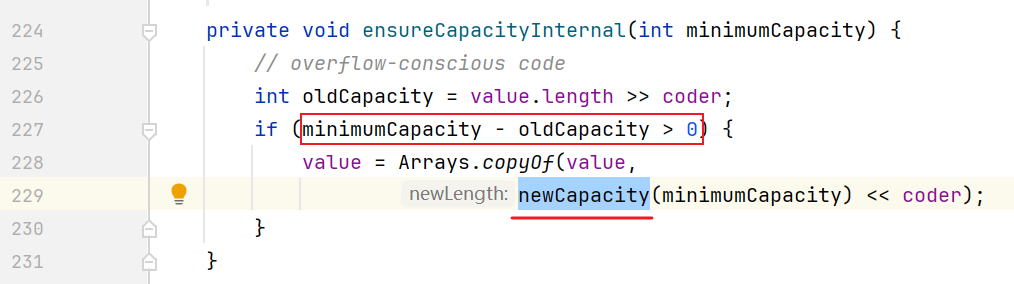 224 private void ensureCapacityInternal(int minimumCapacity) {
225 // overflow-conscious code
226 int oldCapacity = value.length >> coder;
227 if (minimumCapacity - oldCapacity > 0) {
228 value = Arrays.copyOf(value,
229 newLength: newCapacity(minimumCapacity) << coder);
230 }
231 }